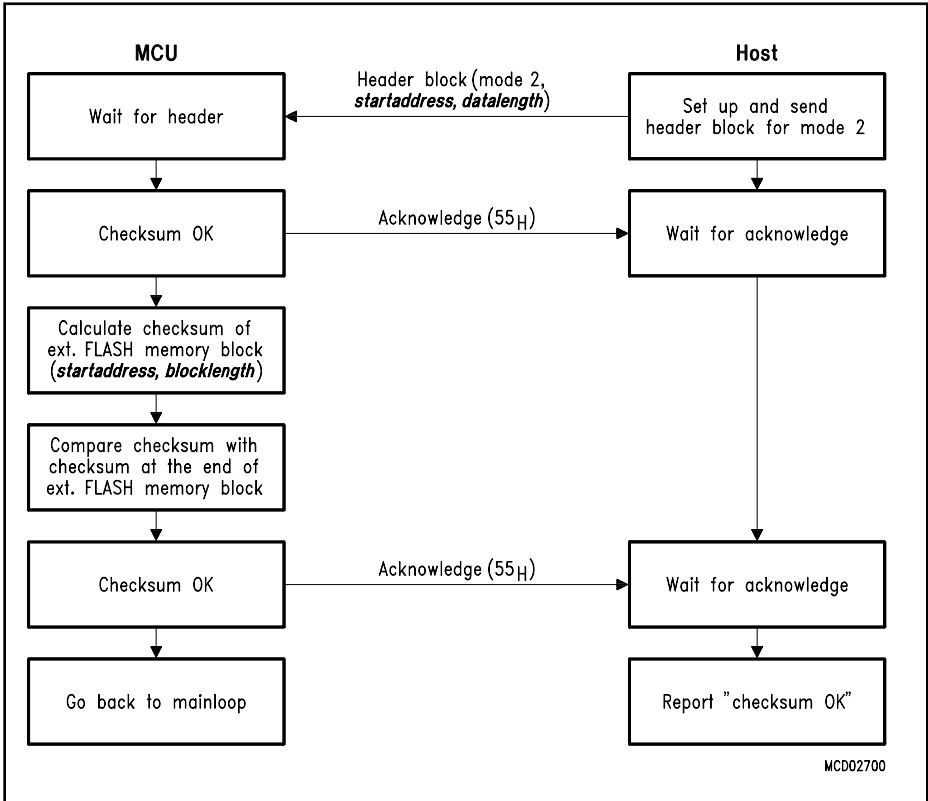 MCU
Host
Header block (mode 2,
startaddress, datalength)
Wait for header
Set up and send
header block for mode 2
Checksum OK
Acknowledge (55H)
Wait for acknowledge
Calculate checksum of
ext. FLASH memory block
(startaddress, blocklength)
Compare checksum with
checksum at the end of
ext. FLASH memory block
Checksum OK
Acknowledge (55H)
Wait for acknowledge
Go back to mainloop
Report "checksum OK"
MCD02700